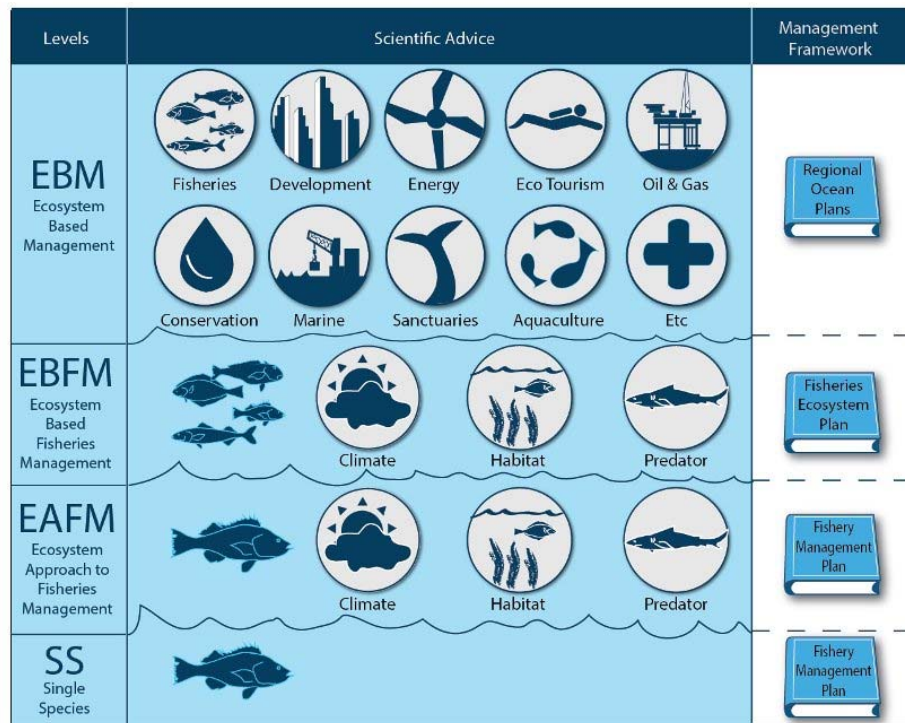 Levels
Scientific Advice
Management
Framework
EBM
Ecosystem
Based
Management
Fisheries
Development
Energy
Eco Tourism
Oil & Gas
Conservation
Marine
Sanctuaries
Aquaculture
Etc
Regional
Ocean
Plans
EBFM
Ecosystem
Based
Fisheries
Management
Climate
Habitat
Predator
Fisheries
Ecosystem
Plan
EAFM
Ecosystem
Approach to
Fisheries
Management
Climate
Habitat
Predator
Fishery
Management
Plan
SS
Single
Species
Fishery
Management
Plan